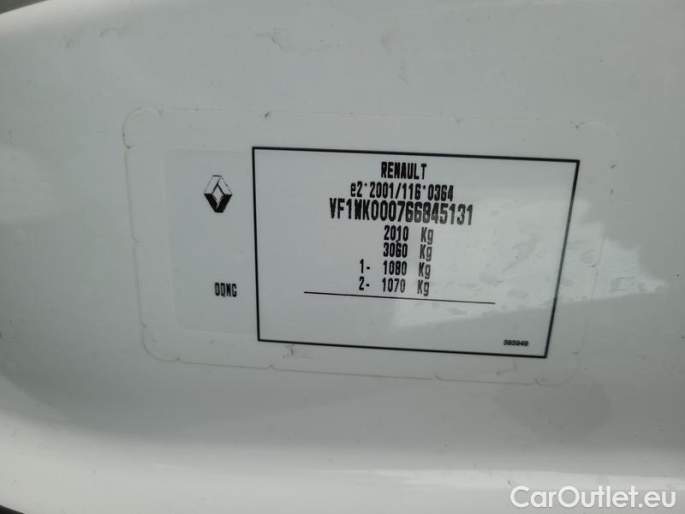 RENAULT
e2*2001/116*0364
VF1WK000766845131
2010 Kg
3060 Kg
1- 1080 Kg
2- 1070 Kg
CarOutlet.eu